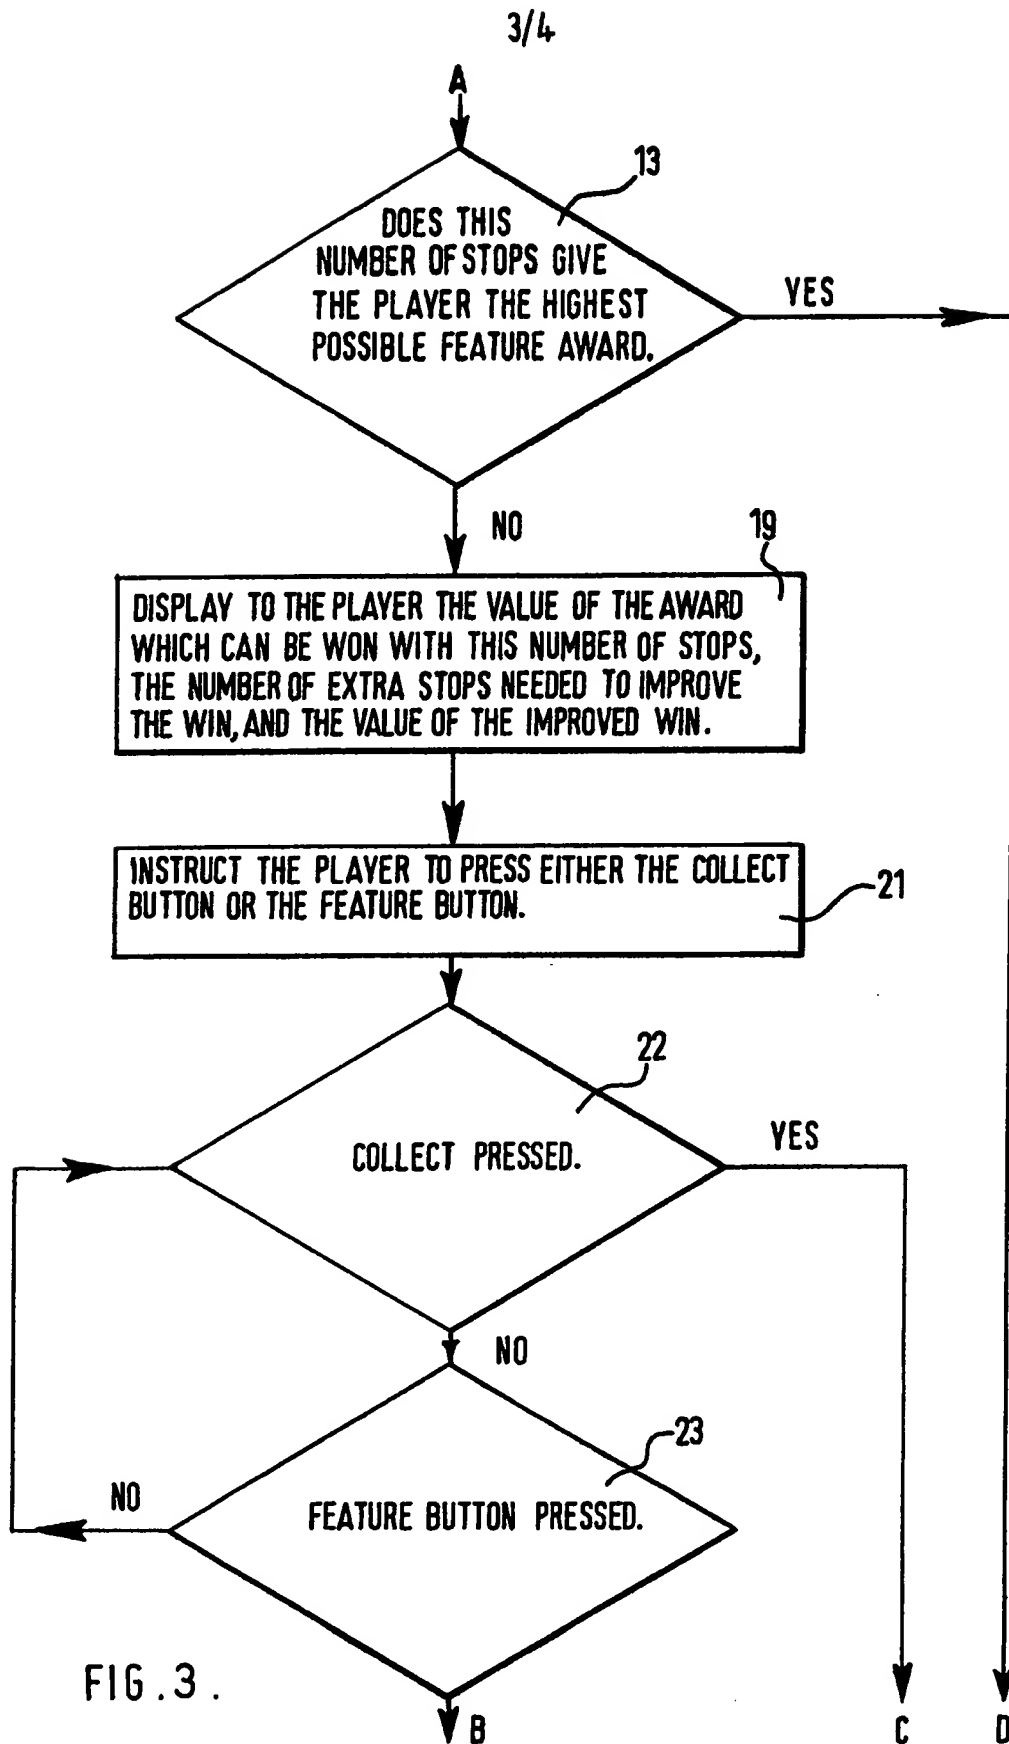 3/4
A
13
DOES THIS
NUMBER OF STOPS GIVE
THE PLAYER THE HIGHEST
POSSIBLE FEATURE AWARD.
YES
NO
19
DISPLAY TO THE PLAYER THE VALUE OF THE AWARD
WHICH CAN BE WON WITH THIS NUMBER OF STOPS,
THE NUMBER OF EXTRA STOPS NEEDED TO IMPROVE
THE WIN, AND THE VALUE OF THE IMPROVED WIN.
INSTRUCT THE PLAYER TO PRESS EITHER THE COLLECT
BUTTON OR THE FEATURE BUTTON.
21
22
COLLECT PRESSED.
YES
NO
23
FEATURE BUTTON PRESSED.
NO
FIG.3.
B
C
D